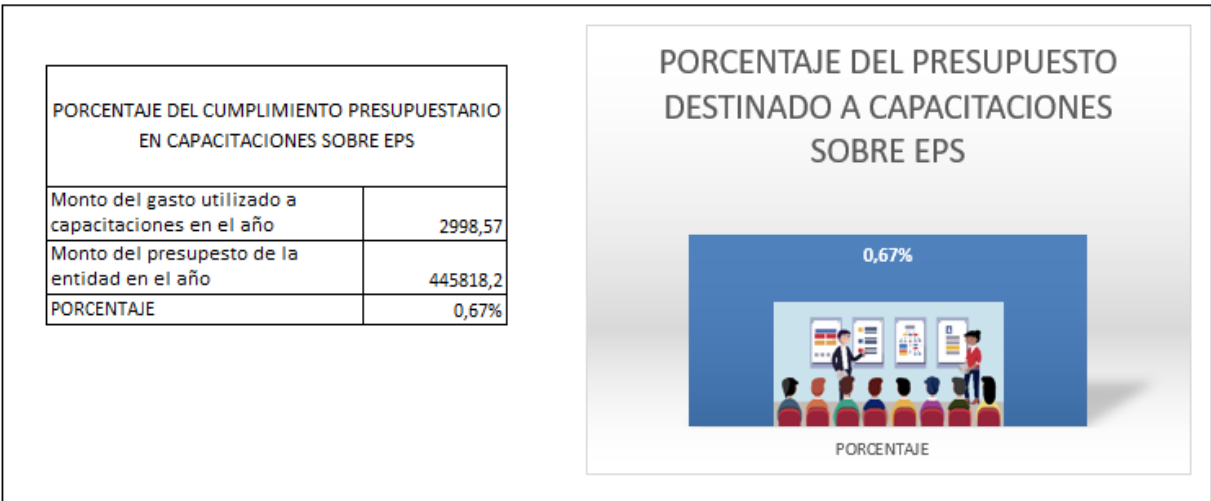 PORCENTAJE DEL CUMPLIMIENTO PRESUPUESTARIO
EN CAPACITACIONES SOBRE EPS
Monto del gasto utilizado a
capacitaciones en el año 2998,57
Monto del presupesto de la
entidad en el año 445818,2
PORCENTAJE 0,67%
PORCENTAJE DEL PRESUPUESTO
DESTINADO A CAPACITACIONES
SOBRE EPS
0,67%
PORCENTAJE